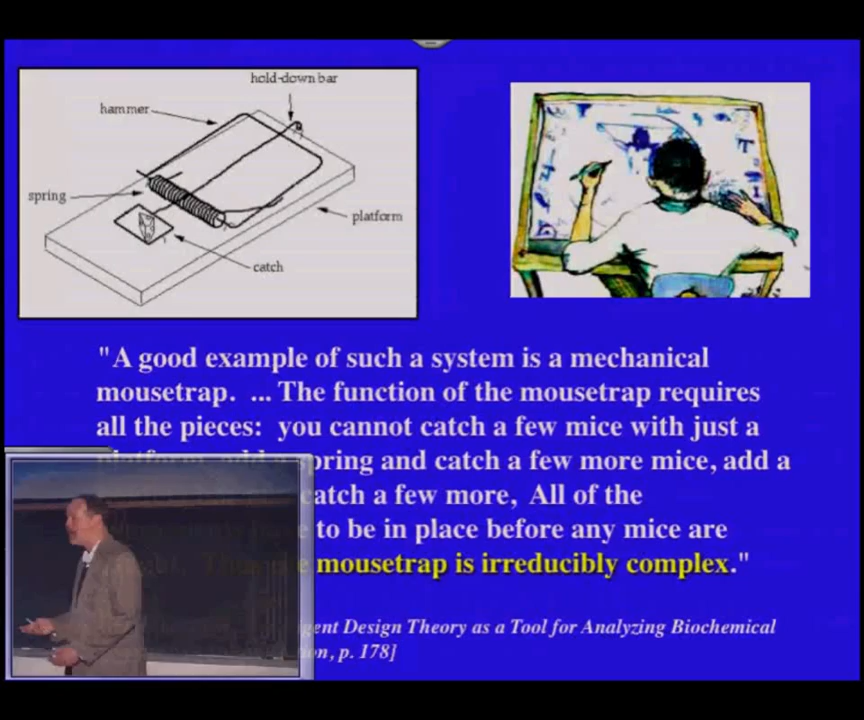 hold-down bar
hammer
spring
platform
catch
"A good example of such a system is a mechanical
mousetrap. ... The function of the mousetrap requires
all the pieces: you cannot catch a few mice with just a
spring and catch a few more mice, add a
catch a few more, All of the
to be in place before any mice are
mousetrap is irreducibly complex."
Design Theory as a Tool for Analyzing Biochemical
p. 178]